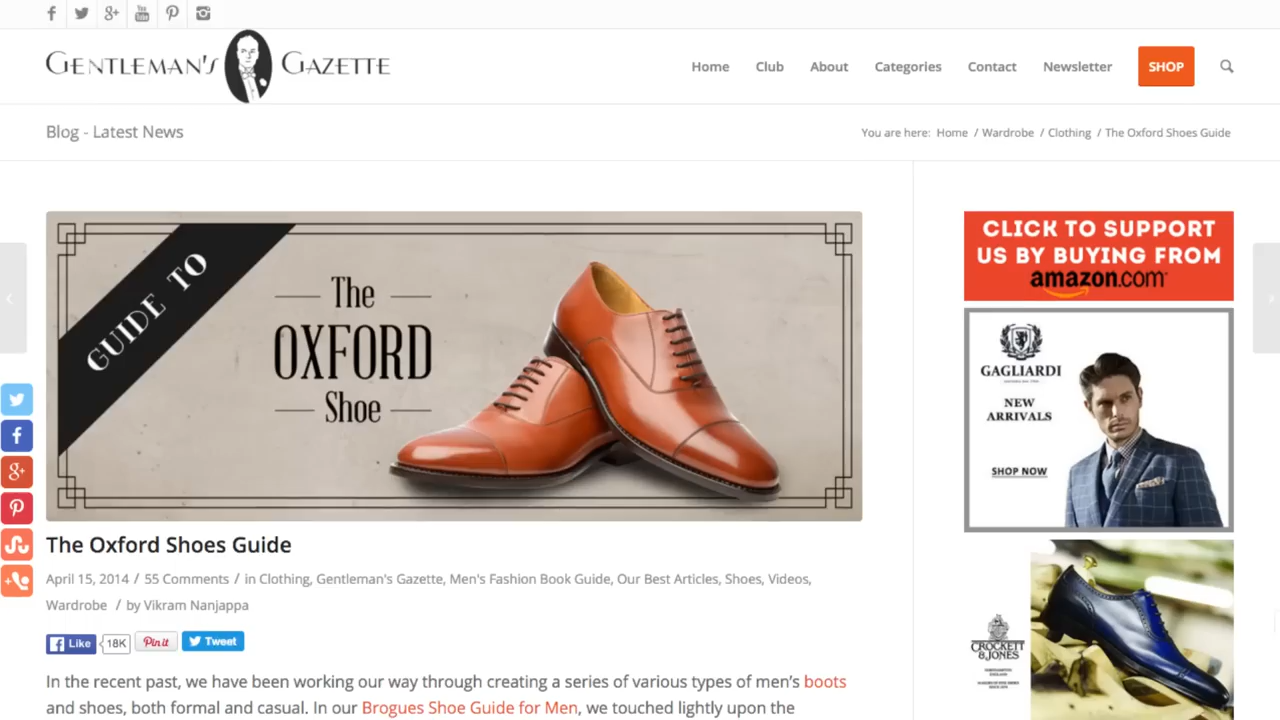 GENTLEMAN'S GAZETTE
Home
Club
About
Categories
Contact
Newsletter
SHOP
Blog - Latest News
You are here: Home / Wardrobe / Clothing / The Oxford Shoes Guide
GUIDE TO
The
OXFORD
Shoe
CLICK TO SUPPORT
US BY BUYING FROM
amazon.com
GAGLIARDI
NEW
ARRIVALS
SHOP NOW
The Oxford Shoes Guide
April 15, 2014 / 55 Comments / in Clothing, Gentleman's Gazette, Men's Fashion Book Guide, Our Best Articles, Shoes, Videos,
Wardrobe / by Vikram Nanjappa
Like 18K Pin it Tweet
CROCKETT
& JONES
In the recent past, we have been working our way through creating a series of various types of men's boots
and shoes, both formal and casual. In our Brogues Shoe Guide for Men, we touched lightly upon the